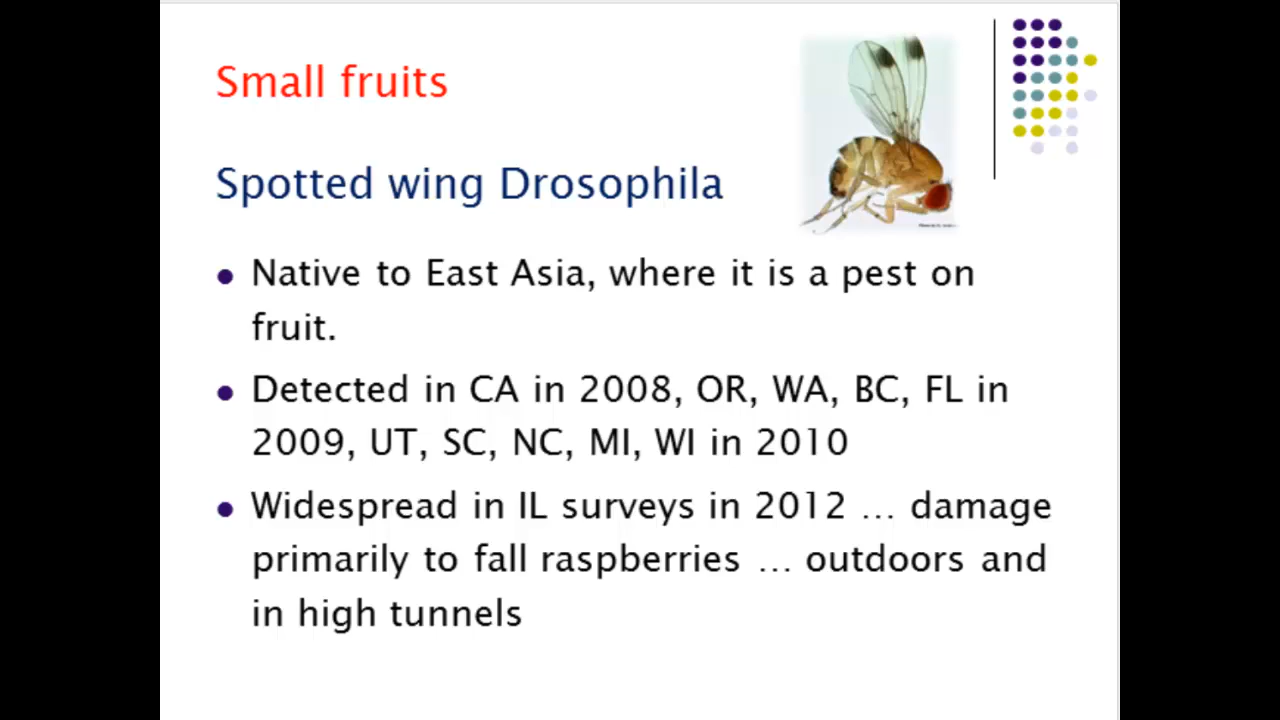 Small fruits
Spotted wing Drosophila
Native to East Asia, where it is a pest on
fruit.
Detected in CA in 2008, OR, WA, BC, FL in
2009, UT, SC, NC, MI, WI in 2010
Widespread in IL surveys in 2012 … damage
primarily to fall raspberries … outdoors and
in high tunnels